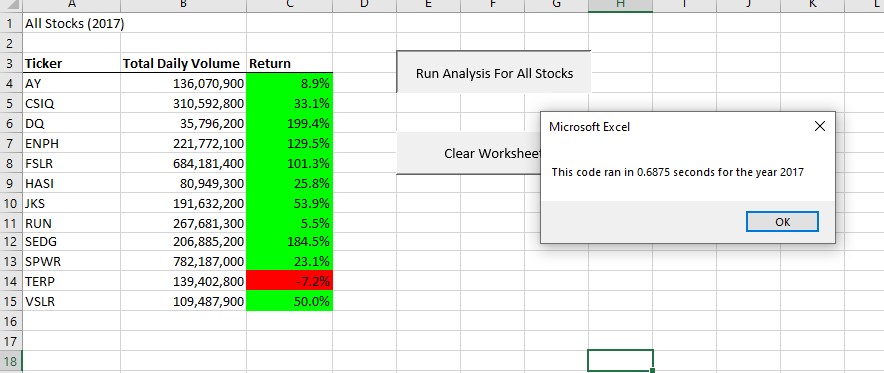 A B C D E F G H I J K L
1 All Stocks (2017)
2
3 Ticker Total Daily Volume Return
4 AY 136,070,900 8.9%
5 CSIQ 310,592,800 33.1%
6 DQ 35,796,200 199.4%
7 ENPH 221,772,100 129.5%
8 FSLR 684,181,400 101.3%
9 HASI 80,949,300 25.8%
10 JKS 191,632,200 53.9%
11 RUN 267,681,300 5.5%
12 SEDG 206,885,200 184.5%
13 SPWR 782,187,000 23.1%
14 TERP 139,402,800 -7.2%
15 VSLR 109,487,900 50.0%
16
17
18
Run Analysis For All Stocks
Clear Worksheet
Microsoft Excel
This code ran in 0.6875 seconds for the year 2017
OK